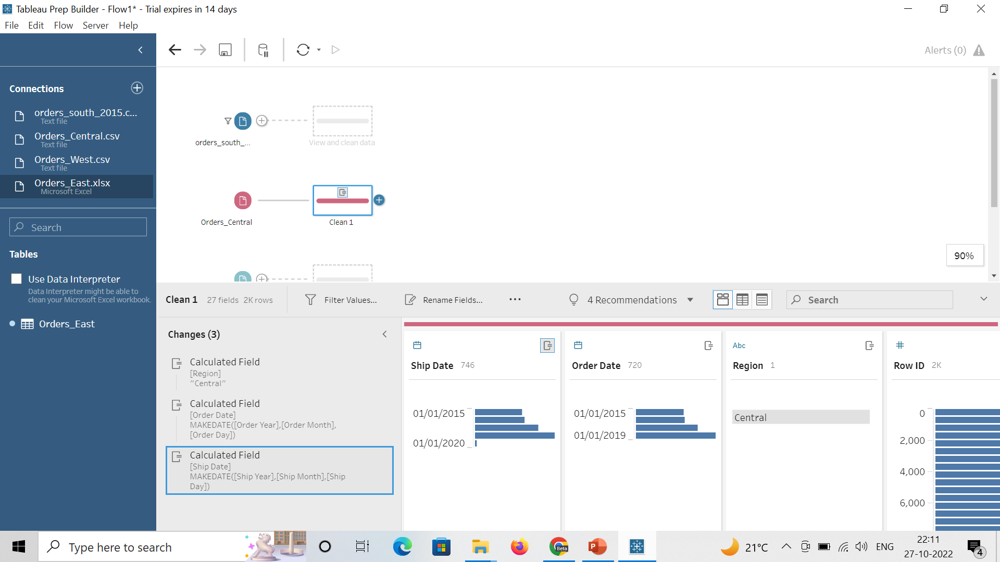 Tableau Prep Builder - Flow1* - Trial expires in 14 days
File Edit Flow Server Help
Alerts (0)
Connections
orders_south_2015.c...
Text file
Orders_Central.csv
Text file
Orders_West.csv
Text file
Orders_East.xlsx
Microsoft Excel
Search
Tables
Use Data Interpreter
Data Interpreter might be able to
clean your Microsoft Excel workbook.
Orders_East
orders_south_...
View and clean data
Orders_Central
Clean 1
90%
Clean 1 27 fields 2K rows Filter Values... Rename Fields... 4 Recommendations Search
Changes (3)
Calculated Field
[Region]
"Central"
Calculated Field
[Order Date]
MAKEDATE([Order Year],[Order Month],
[Order Day])
Calculated Field
[Ship Date]
MAKEDATE([Ship Year],[Ship Month],[Ship
Day])
Ship Date 746
01/01/2015
01/01/2020
Order Date 720
01/01/2015
01/01/2019
Abc
Region 1
Central
Row ID 2K
0
2,000
4,000
6,000
Type here to search
Beta
P
21°C
ENG
22:11
27-10-2022
4